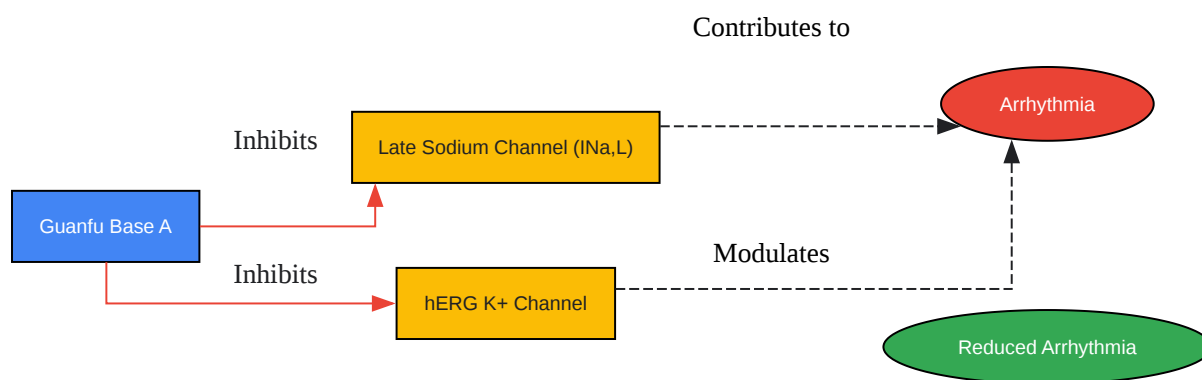 Contributes to
Arrhythmia
Inhibits
Late Sodium Channel (INa,L)
Guanfu Base A
Inhibits
Modulates
hERG K+ Channel
Reduced Arrhythmia